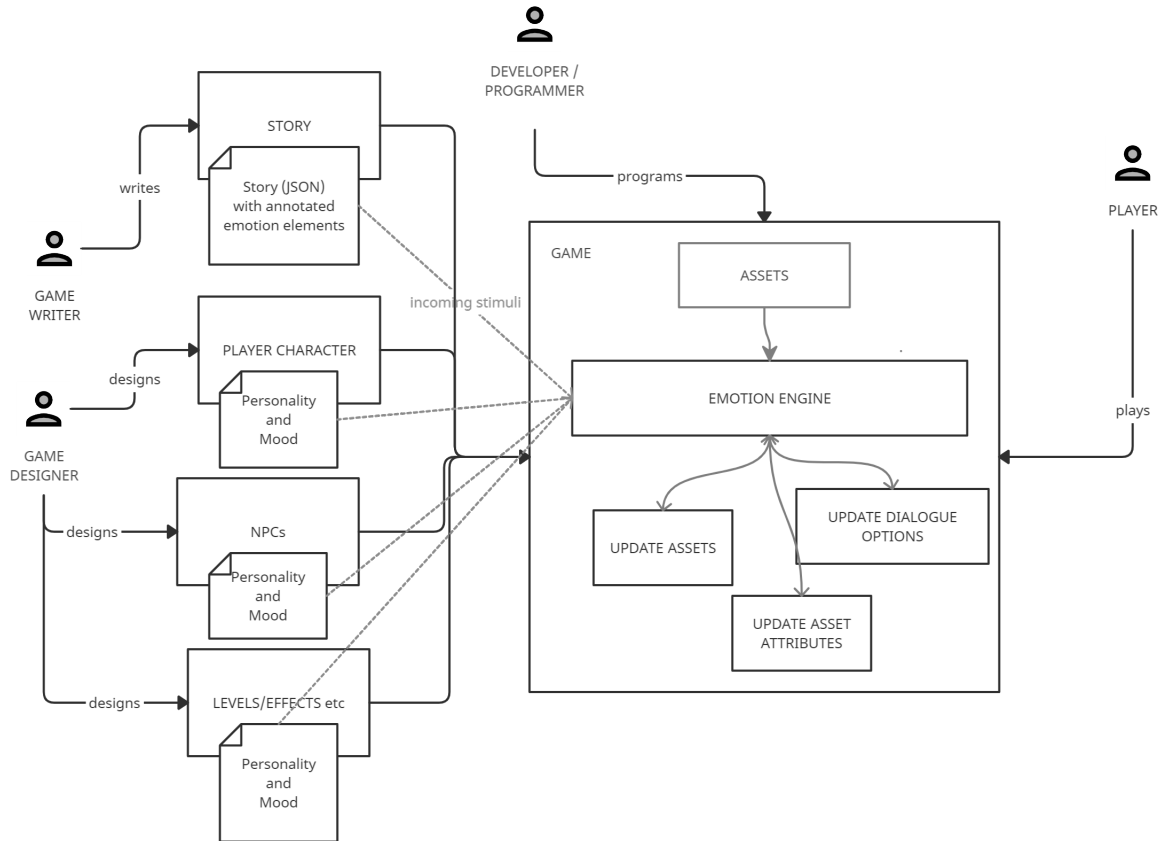 DEVELOPER /
PROGRAMMER
STORY
programs
writes
Story (JSON)
with annotated
emotion elements
PLAYER
GAME
ASSETS
GAME
WRITER
incoming stimuli
PLAYER CHARACTER
designs
Personality
and
Mood
EMOTION ENGINE
plays
GAME
DESIGNER
designs
NPCs
UPDATE ASSETS
UPDATE DIALOGUE
OPTIONS
Personality
and
Mood
UPDATE ASSET
ATTRIBUTES
designs
LEVELS/EFFECTS etc
Personality
and
Mood